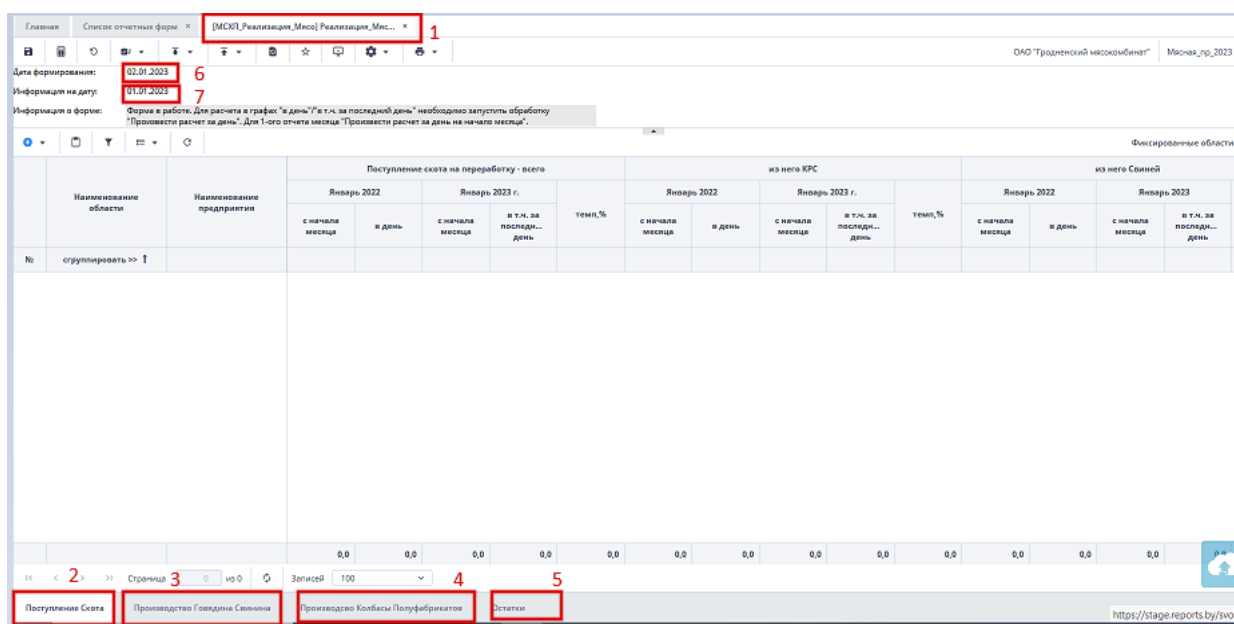 Главная Список отчетных форм × [МСХП_Реализация_Мясо] Реализация_Мяс... × 1
ОАО "Гродненский мясокомбинат" Мясная_пр_2023
Дата формирования: 02.01.2023 6
Информация на дату: 01.01.2023 7
Информация о форме: Форма в работе. Для расчета в графах "в день"/"в т.ч. за последний день" необходимо запустить обработку
"Произвести расчет за день". Для 1-ого отчета месяца "Произвести расчет за день на начало месяца".
Фиксированные области
Наименование области Наименование предприятия Поступление скота на переработку - всего из него КРС из него Свиней
Январь 2022 Январь 2023 г. темп,% Январь 2022 Январь 2023 г. темп,% Январь 2022 Январь 2023
с начала месяца в день с начала месяца в т.ч. за последн... день с начала месяца в день с начала месяца в т.ч. за последн... день с начала месяца в день с начала месяца в т.ч. за последн... день
№ сгруппировать >> ↑
0,0 0,0 0,0 0,0 0,0 0,0 0,0 0,0 0,0 0,0 0,0 0,0 0,0 0,0
2 Страница 3 0 из 0 Записей 100 4 5
Поступление Скота Производство Говядина Свинина Произвдсво Колбасы Полуфабрикатов Остатки
https://stage.reports.by/svo